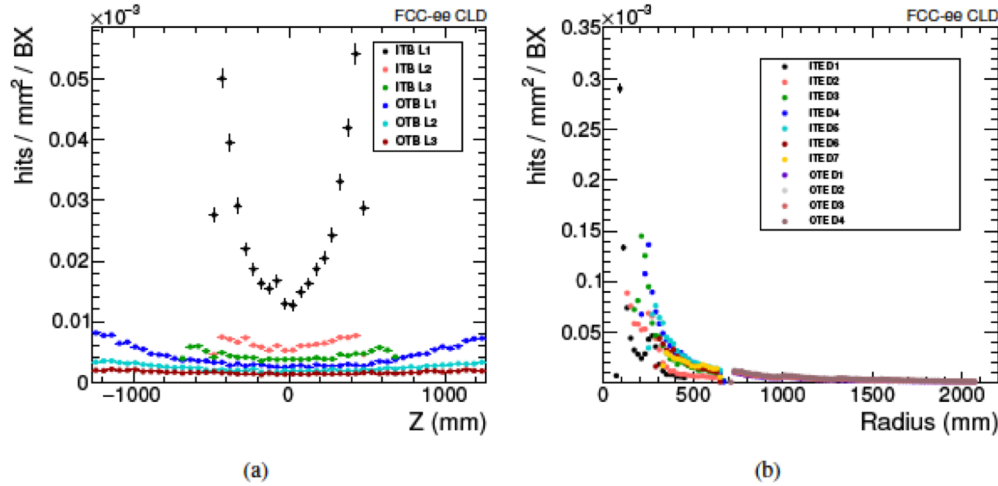 ×10⁻³ FCC-ee CLD
hits / mm² / BX
0.05
0.04
0.03
0.02
0.01
0
ITB L1
ITB L2
ITB L3
OTB L1
OTB L2
OTB L3
−1000 0 1000
Z (mm)
(a)
×10⁻³ FCC-ee CLD
hits / mm² / BX
0.35
0.3
0.25
0.2
0.15
0.1
0.05
ITE D1
ITE D2
ITE D3
ITE D4
ITE D5
ITE D6
ITE D7
OTE D1
OTE D2
OTE D3
OTE D4
0 500 1000 1500 2000
Radius (mm)
(b)